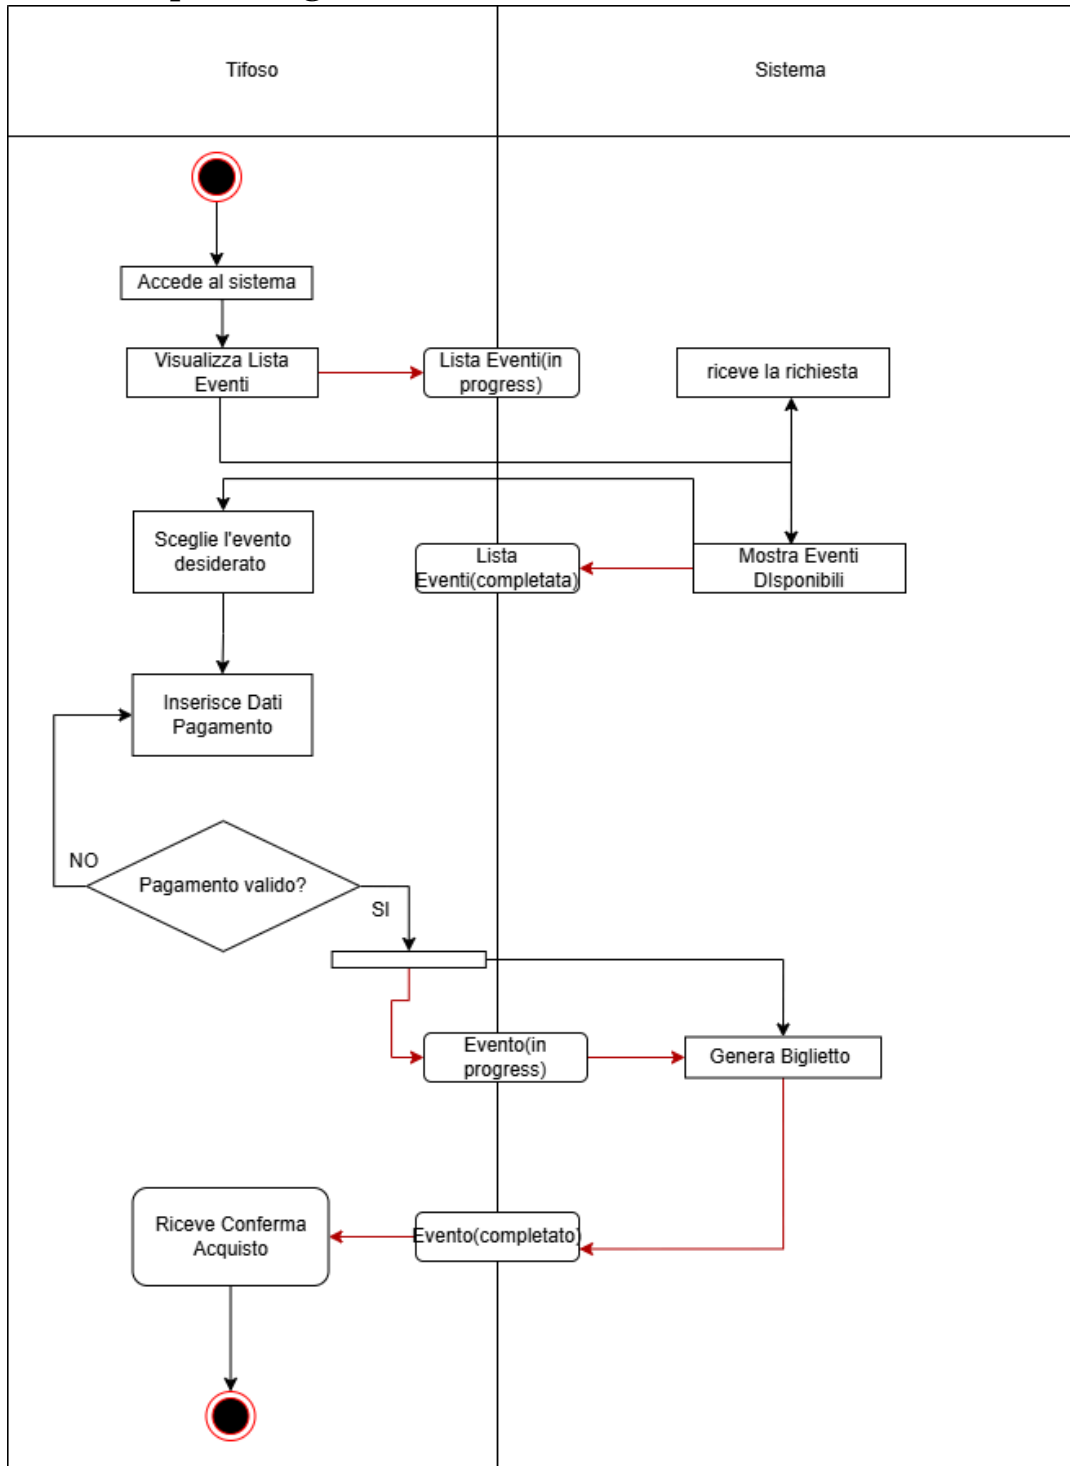 Tifoso
Sistema
Accede al sistema
Visualizza Lista
Eventi
Lista Eventi(in
progress)
riceve la richiesta
Sceglie l'evento
desiderato
Lista
Eventi(completata)
Mostra Eventi
DIsponibili
Inserisce Dati
Pagamento
NO
Pagamento valido?
SI
Evento(in
progress)
Genera Biglietto
Riceve Conferma
Acquisto
Evento(completato)